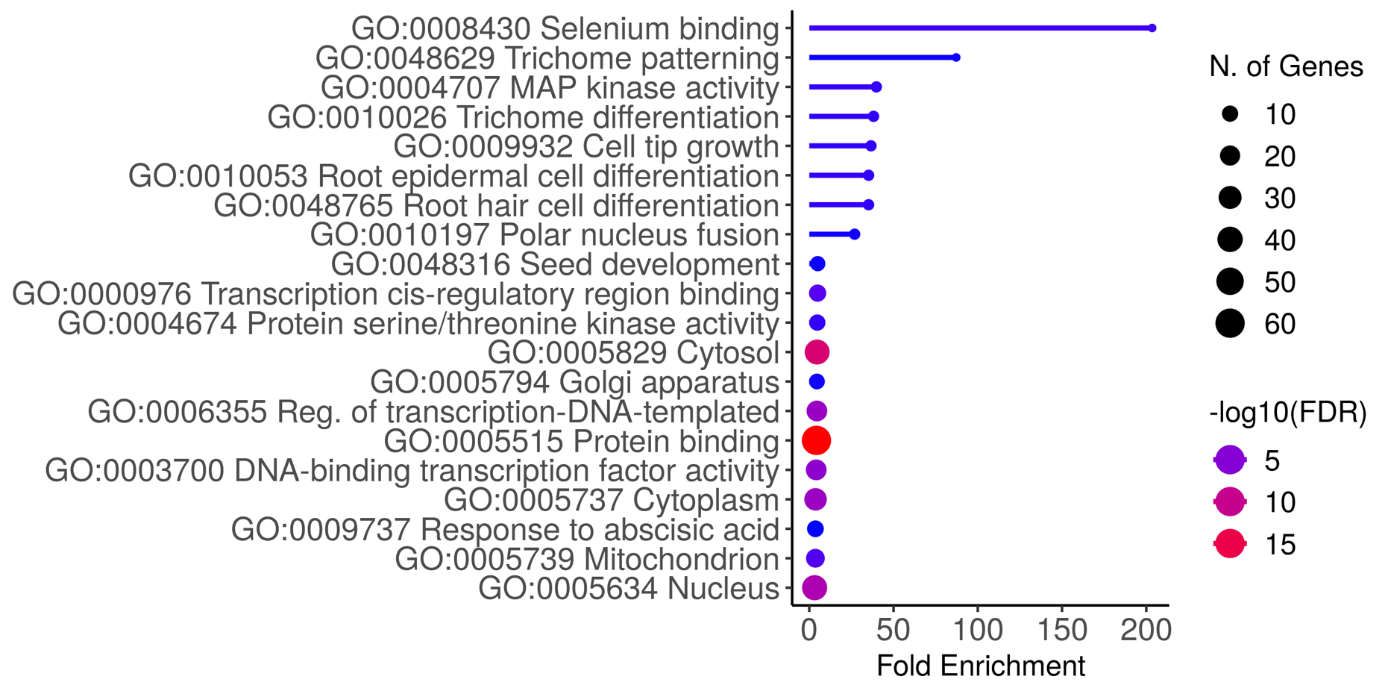 GO:0008430 Selenium binding
GO:0048629 Trichome patterning
GO:0004707 MAP kinase activity
GO:0010026 Trichome differentiation
GO:0009932 Cell tip growth
GO:0010053 Root epidermal cell differentiation
GO:0048765 Root hair cell differentiation
GO:0010197 Polar nucleus fusion
GO:0048316 Seed development
GO:0000976 Transcription cis-regulatory region binding
GO:0004674 Protein serine/threonine kinase activity
GO:0005829 Cytosol
GO:0005794 Golgi apparatus
GO:0006355 Reg. of transcription-DNA-templated
GO:0005515 Protein binding
GO:0003700 DNA-binding transcription factor activity
GO:0005737 Cytoplasm
GO:0009737 Response to abscisic acid
GO:0005739 Mitochondrion
GO:0005634 Nucleus
0 50 100 150 200
Fold Enrichment
N. of Genes
10
20
30
40
50
60
-log10(FDR)
5
10
15